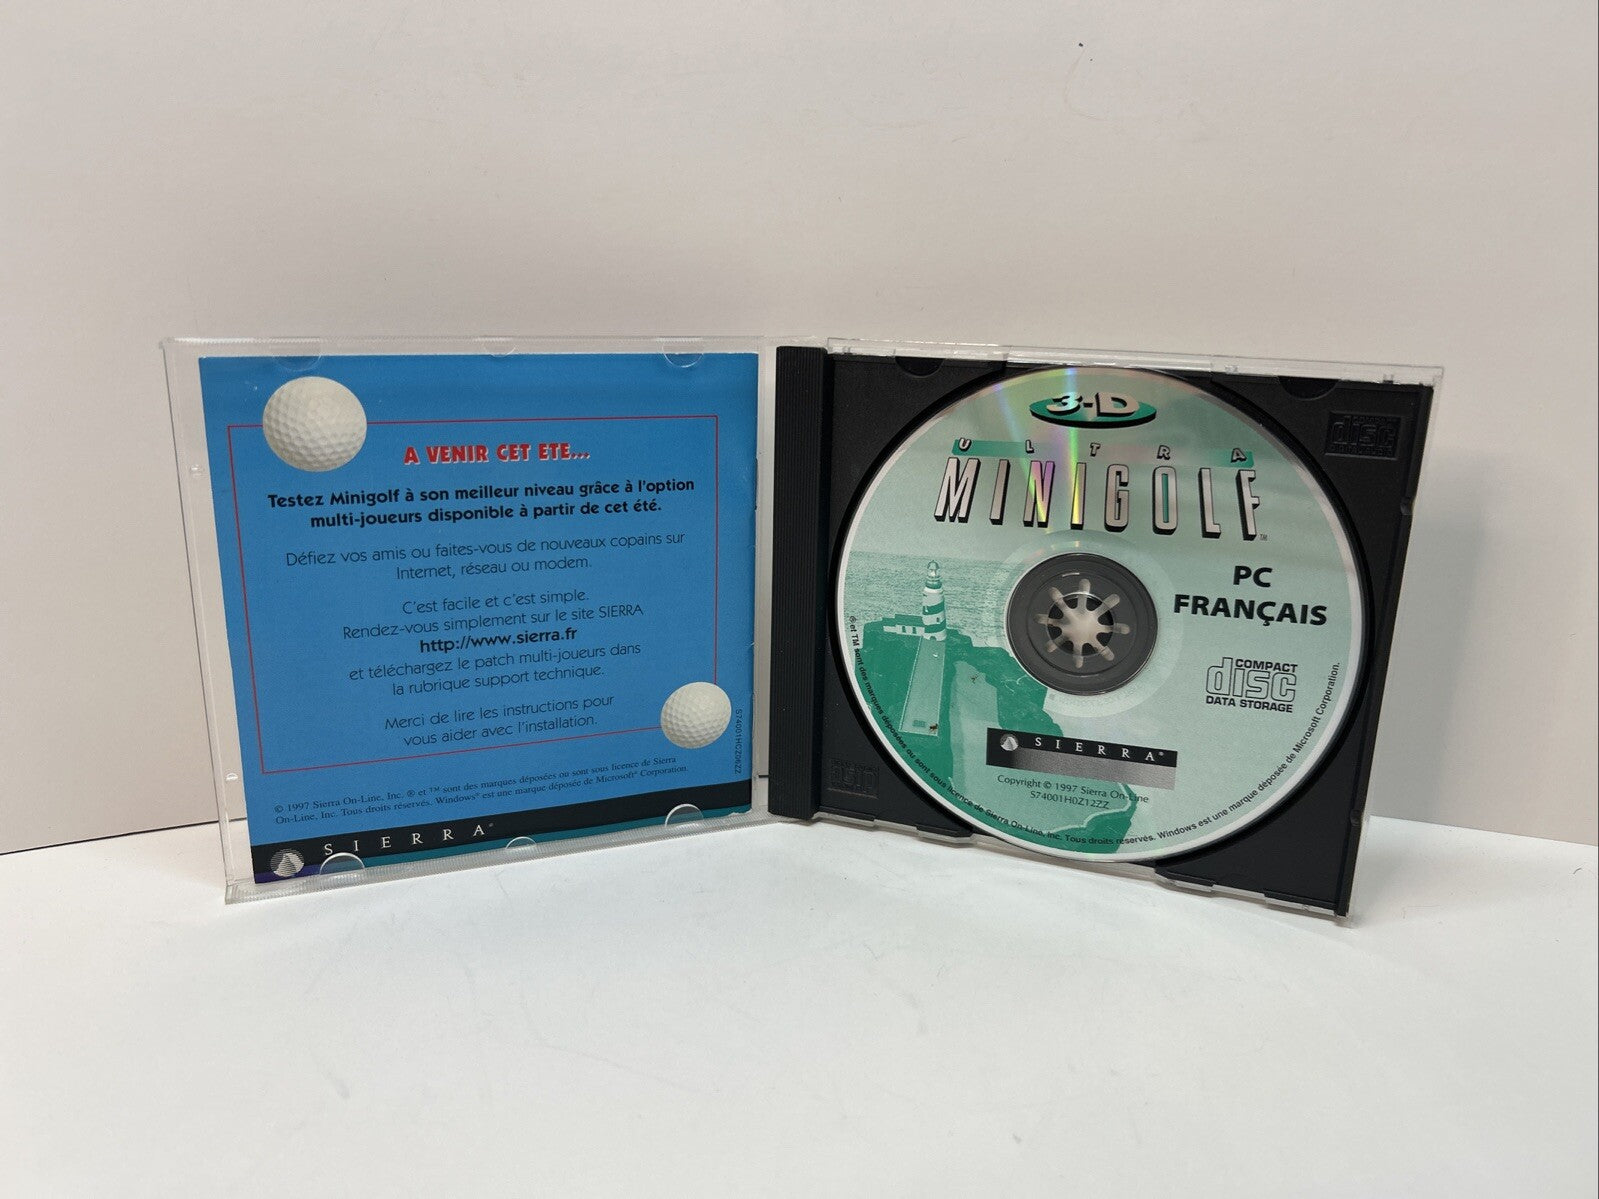 A VENIR CET ETE...
Testez Minigolf à son meilleur niveau grâce à l'option
multi-joueurs disponible à partir de cet été.
Défiez vos amis ou faites-vous de nouveaux copains sur
Internet, réseau ou modem.
C'est facile et c'est simple.
Rendez-vous simplement sur le site SIERRA
http://www.sierra.fr
et téléchargez le patch multi-joueurs dans
la rubrique support technique.
Merci de lire les instructions pour
vous aider avec l'installation.
S74001H0Z06ZZ
© 1997 Sierra On-Line, Inc. ® et ™ sont des marques déposées ou sont sous licence de Sierra
On-Line, Inc. Tous droits réservés. Windows® est une marque déposée de Microsoft® Corporation.
SIERRA®
3-D
ULTRA
MINIGOLF™
PC
FRANÇAIS
COMPACT
disc
DATA STORAGE
SIERRA®
Copyright © 1997 Sierra On-Line
S74001H0Z12ZZ
® et TM sont des marques déposées ou sont sous licence de Sierra On-Line, Inc. Tous droits réservés. Windows est une marque déposée de Microsoft Corporation.
disc
disc